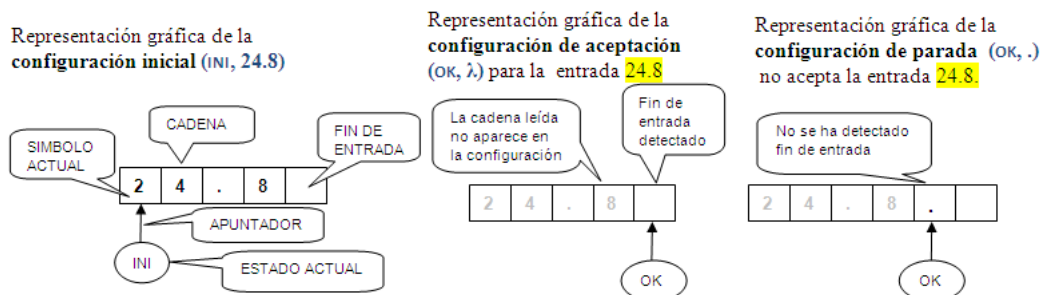 Representación gráfica de la
configuración inicial (INI, 24.8)
CADENA
SIMBOLO
ACTUAL
FIN DE
ENTRADA
2 4 . 8
APUNTADOR
INI
ESTADO ACTUAL
Representación gráfica de la
configuración de aceptación
(OK, λ) para la entrada 24.8
La cadena leída
no aparece en
la configuración
Fin de
entrada
detectado
2 4 . 8
OK
Representación gráfica de la
configuración de parada (OK, .)
no acepta la entrada 24.8.
No se ha detectado
fin de entrada
2 4 . 8 .
OK